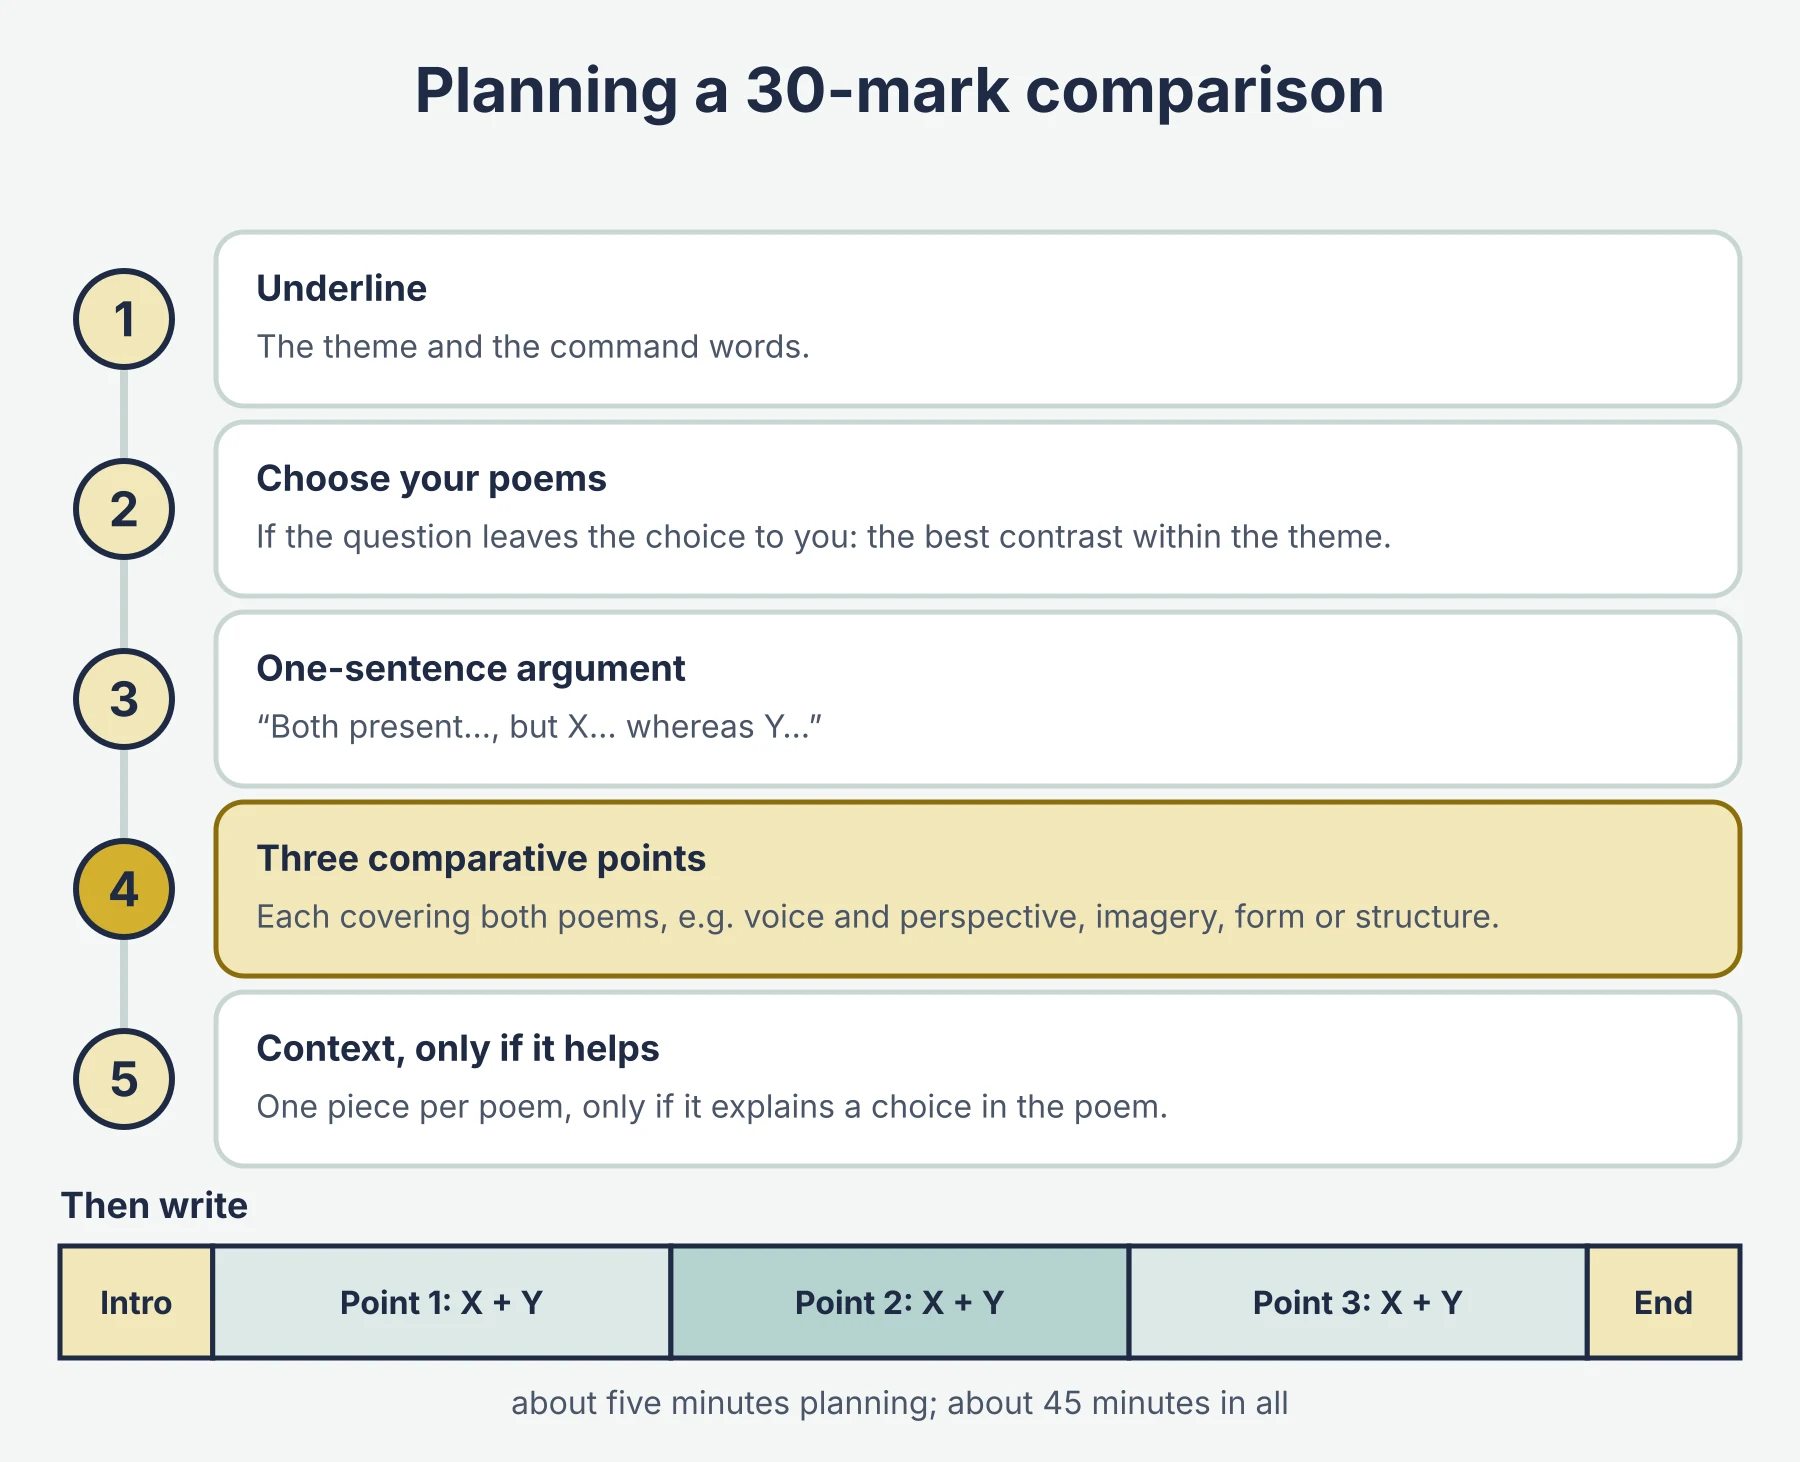 Planning a 30-mark comparison
1
Underline
The theme and the command words.
2
Choose your poems
If the question leaves the choice to you: the best contrast within the theme.
3
One-sentence argument
“Both present…, but X… whereas Y…”
4
Three comparative points
Each covering both poems, e.g. voice and perspective, imagery, form or structure.
5
Context, only if it helps
One piece per poem, only if it explains a choice in the poem.
Then write
Intro
Point 1: X + Y
Point 2: X + Y
Point 3: X + Y
End
about five minutes planning; about 45 minutes in all